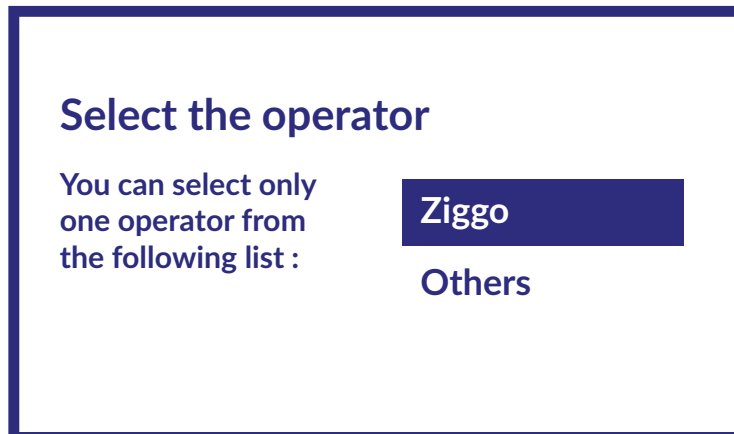 Select the operator
You can select only
one operator from
the following list :
Ziggo
Others